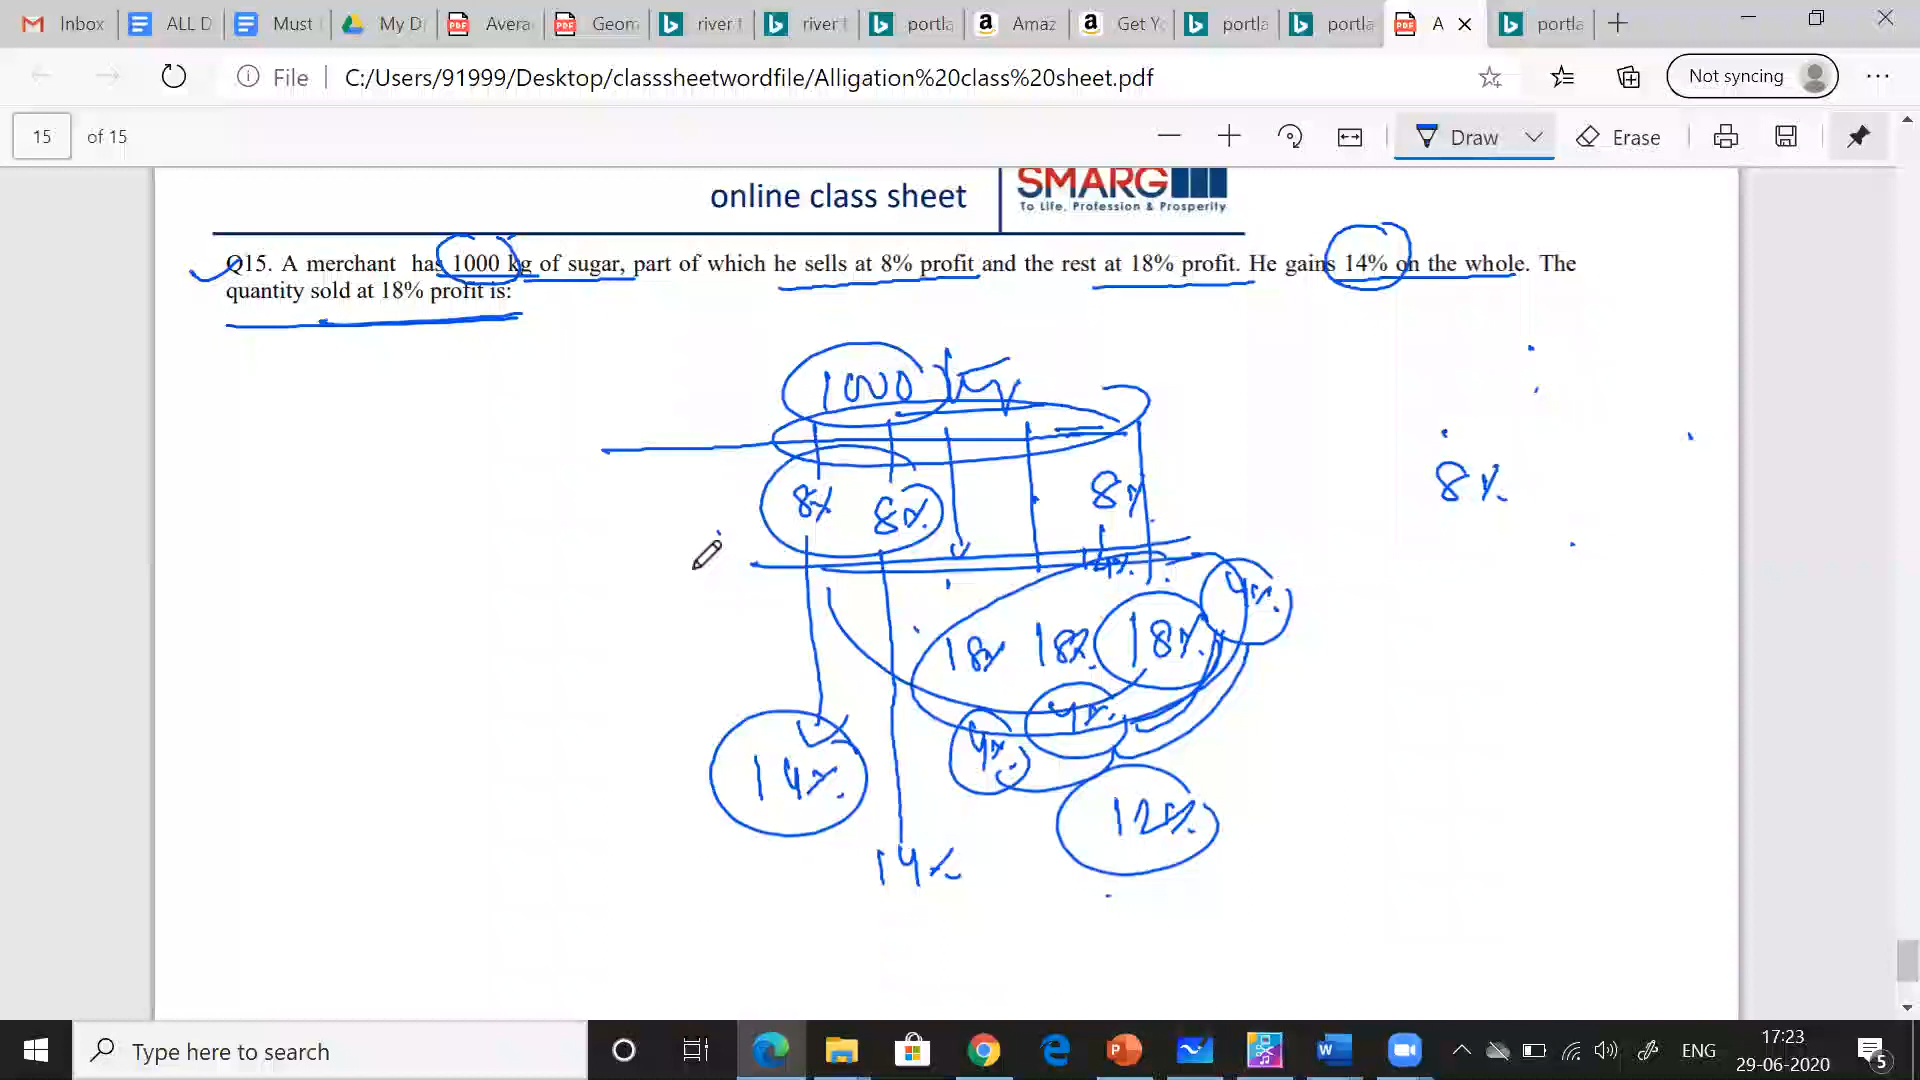 Inbox ALL D Must My D Avera Geom river t river t portla Amaz Get Yo portla portla A portla
File C:/Users/91999/Desktop/classsheetwordfile/Alligation%20class%20sheet.pdf Not syncing
15 of 15 Draw Erase
online class sheet SMARG
To Life, Profession & Prosperity
Q15. A merchant has 1000 kg of sugar, part of which he sells at 8% profit and the rest at 18% profit. He gains 14% on the whole. The
quantity sold at 18% profit is:
1000 kg
8% 8% 8% 8%
14% 4%
18% 18% 18%
4% 4%
14% 12%
14%
Type here to search ENG 17:23
29-06-2020 5